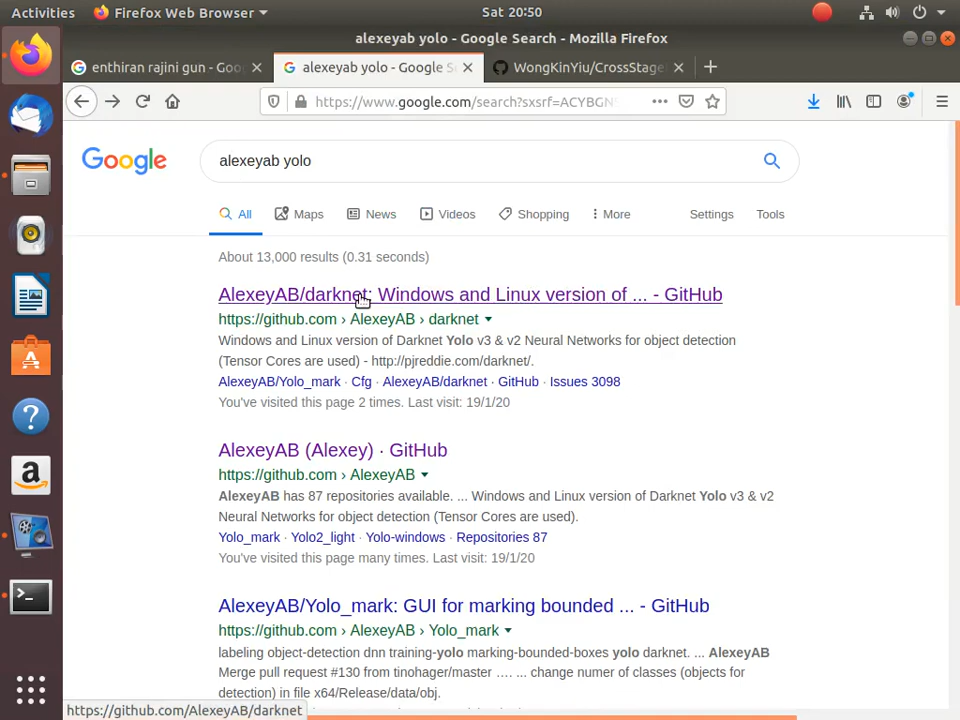 Activities Firefox Web Browser Sat 20:50
alexeyab yolo - Google Search - Mozilla Firefox
enthiran rajini gun - Goo alexeyab yolo - Google S WongKinYiu/CrossStage
https://www.google.com/search?sxsrf=ACYBGN
Google alexeyab yolo
All Maps News Videos Shopping More Settings Tools
About 13,000 results (0.31 seconds)
AlexeyAB/darknet: Windows and Linux version of ... - GitHub
https://github.com › AlexeyAB › darknet
Windows and Linux version of Darknet Yolo v3 & v2 Neural Networks for object detection
(Tensor Cores are used) - http://pjreddie.com/darknet/.
AlexeyAB/Yolo_mark · Cfg · AlexeyAB/darknet · GitHub · Issues 3098
You've visited this page 2 times. Last visit: 19/1/20
AlexeyAB (Alexey) · GitHub
https://github.com › AlexeyAB
AlexeyAB has 87 repositories available. ... Windows and Linux version of Darknet Yolo v3 & v2
Neural Networks for object detection (Tensor Cores are used).
Yolo_mark · Yolo2_light · Yolo-windows · Repositories 87
You've visited this page many times. Last visit: 19/1/20
AlexeyAB/Yolo_mark: GUI for marking bounded ... - GitHub
https://github.com › AlexeyAB › Yolo_mark
labeling object-detection dnn training-yolo marking-bounded-boxes yolo darknet. ... AlexeyAB
Merge pull request #130 from tinohager/master …. ... change numer of classes (objects for
detection) in file x64/Release/data/obj.
https://github.com/AlexeyAB/darknet